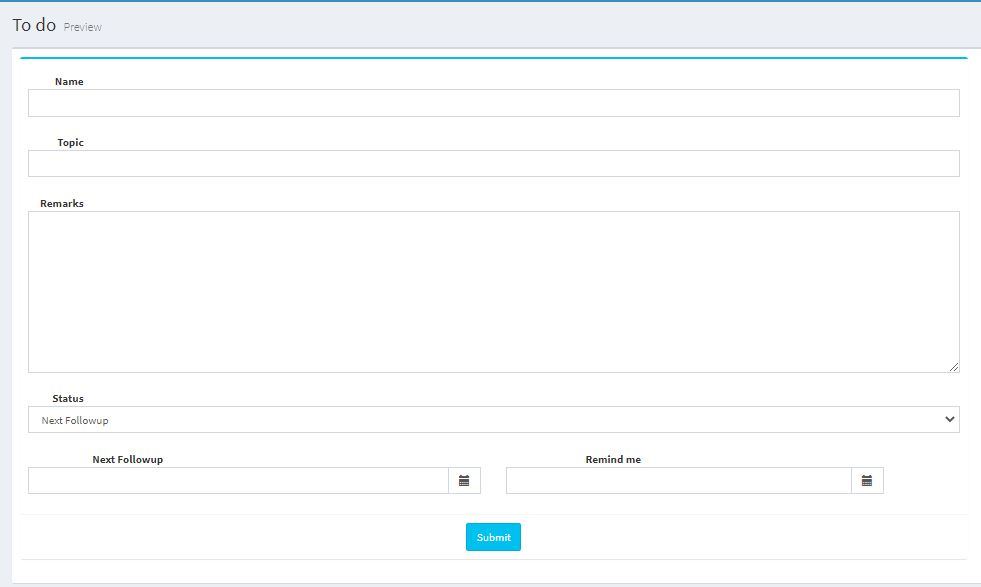 To do Preview
Name
Topic
Remarks
Status
Next Followup
Next Followup Remind me
Submit